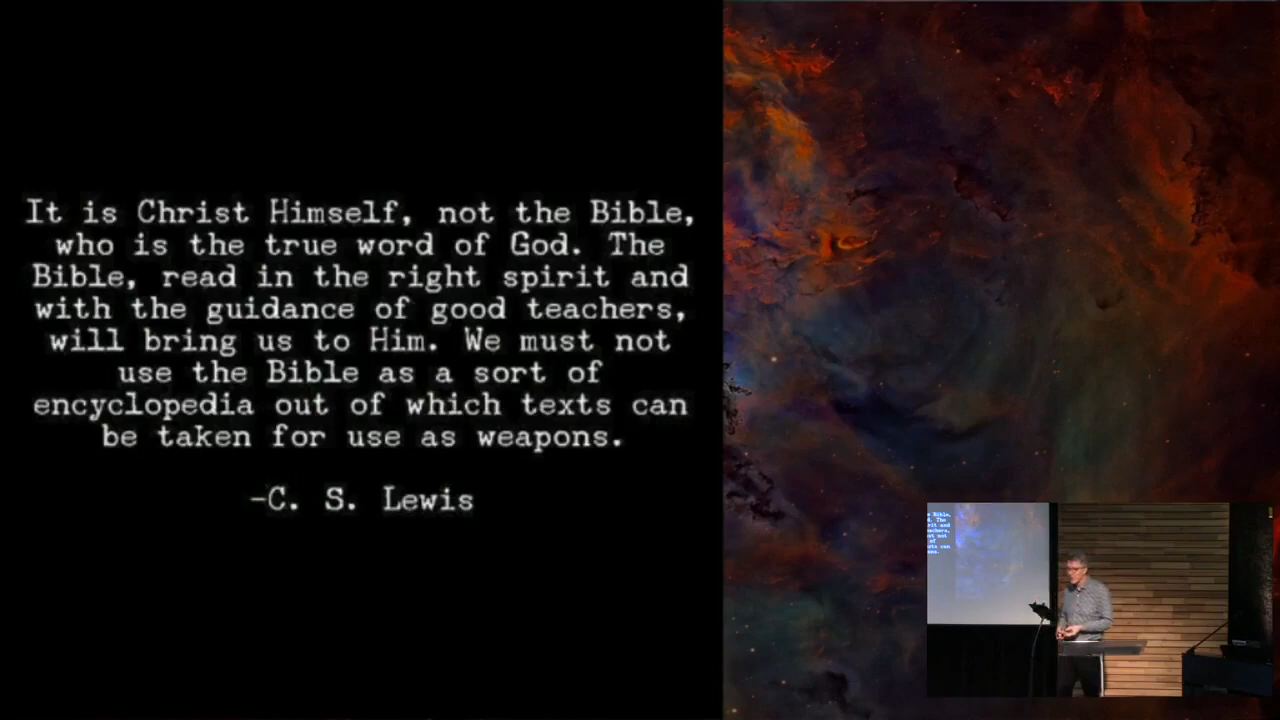 It is Christ Himself, not the Bible,
who is the true word of God. The
Bible, read in the right spirit and
with the guidance of good teachers,
will bring us to Him. We must not
use the Bible as a sort of
encyclopedia out of which texts can
be taken for use as weapons.
-C. S. Lewis